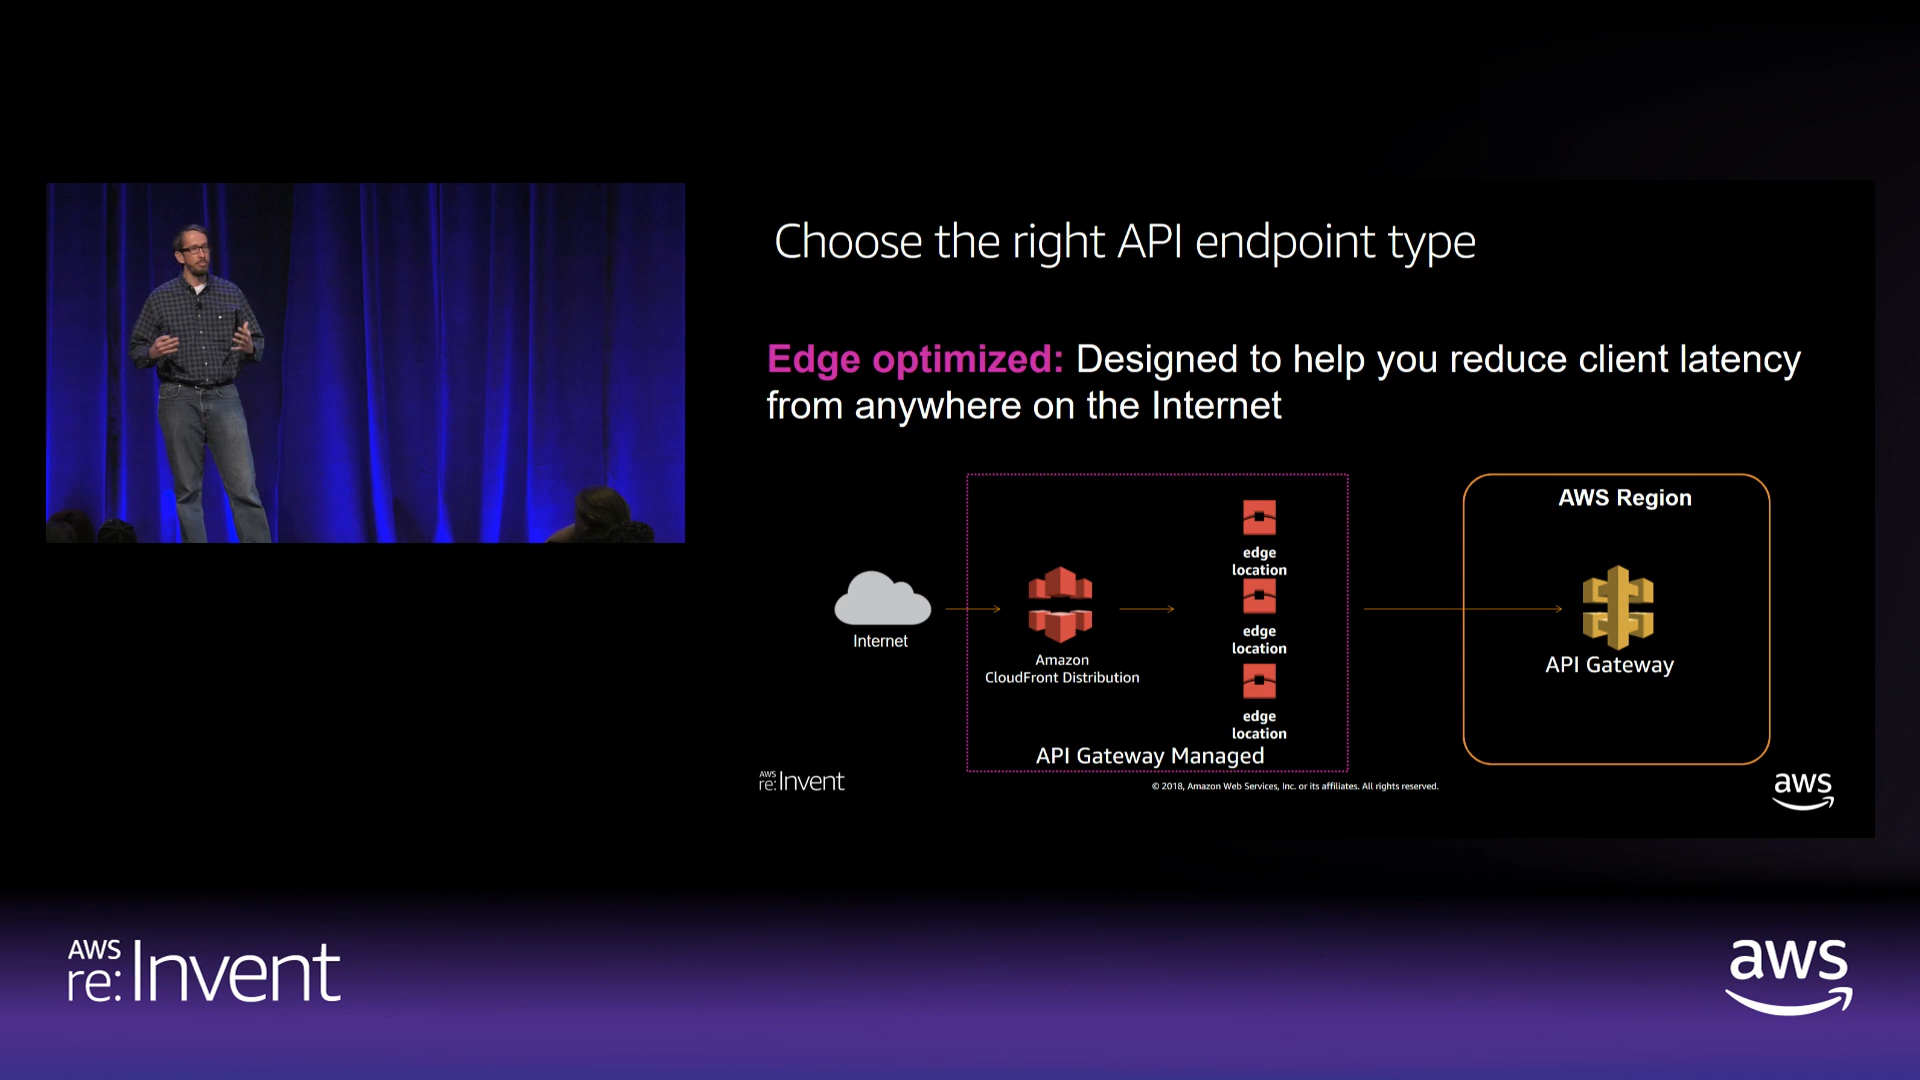 Choose the right API endpoint type
Edge optimized: Designed to help you reduce client latency
from anywhere on the Internet
AWS Region
edge
location
edge
location
edge
location
Internet
Amazon
CloudFront Distribution
API Gateway
API Gateway Managed
AWS
re:Invent
© 2018, Amazon Web Services, Inc. or its affiliates. All rights reserved.
aws
AWS
re:Invent
aws